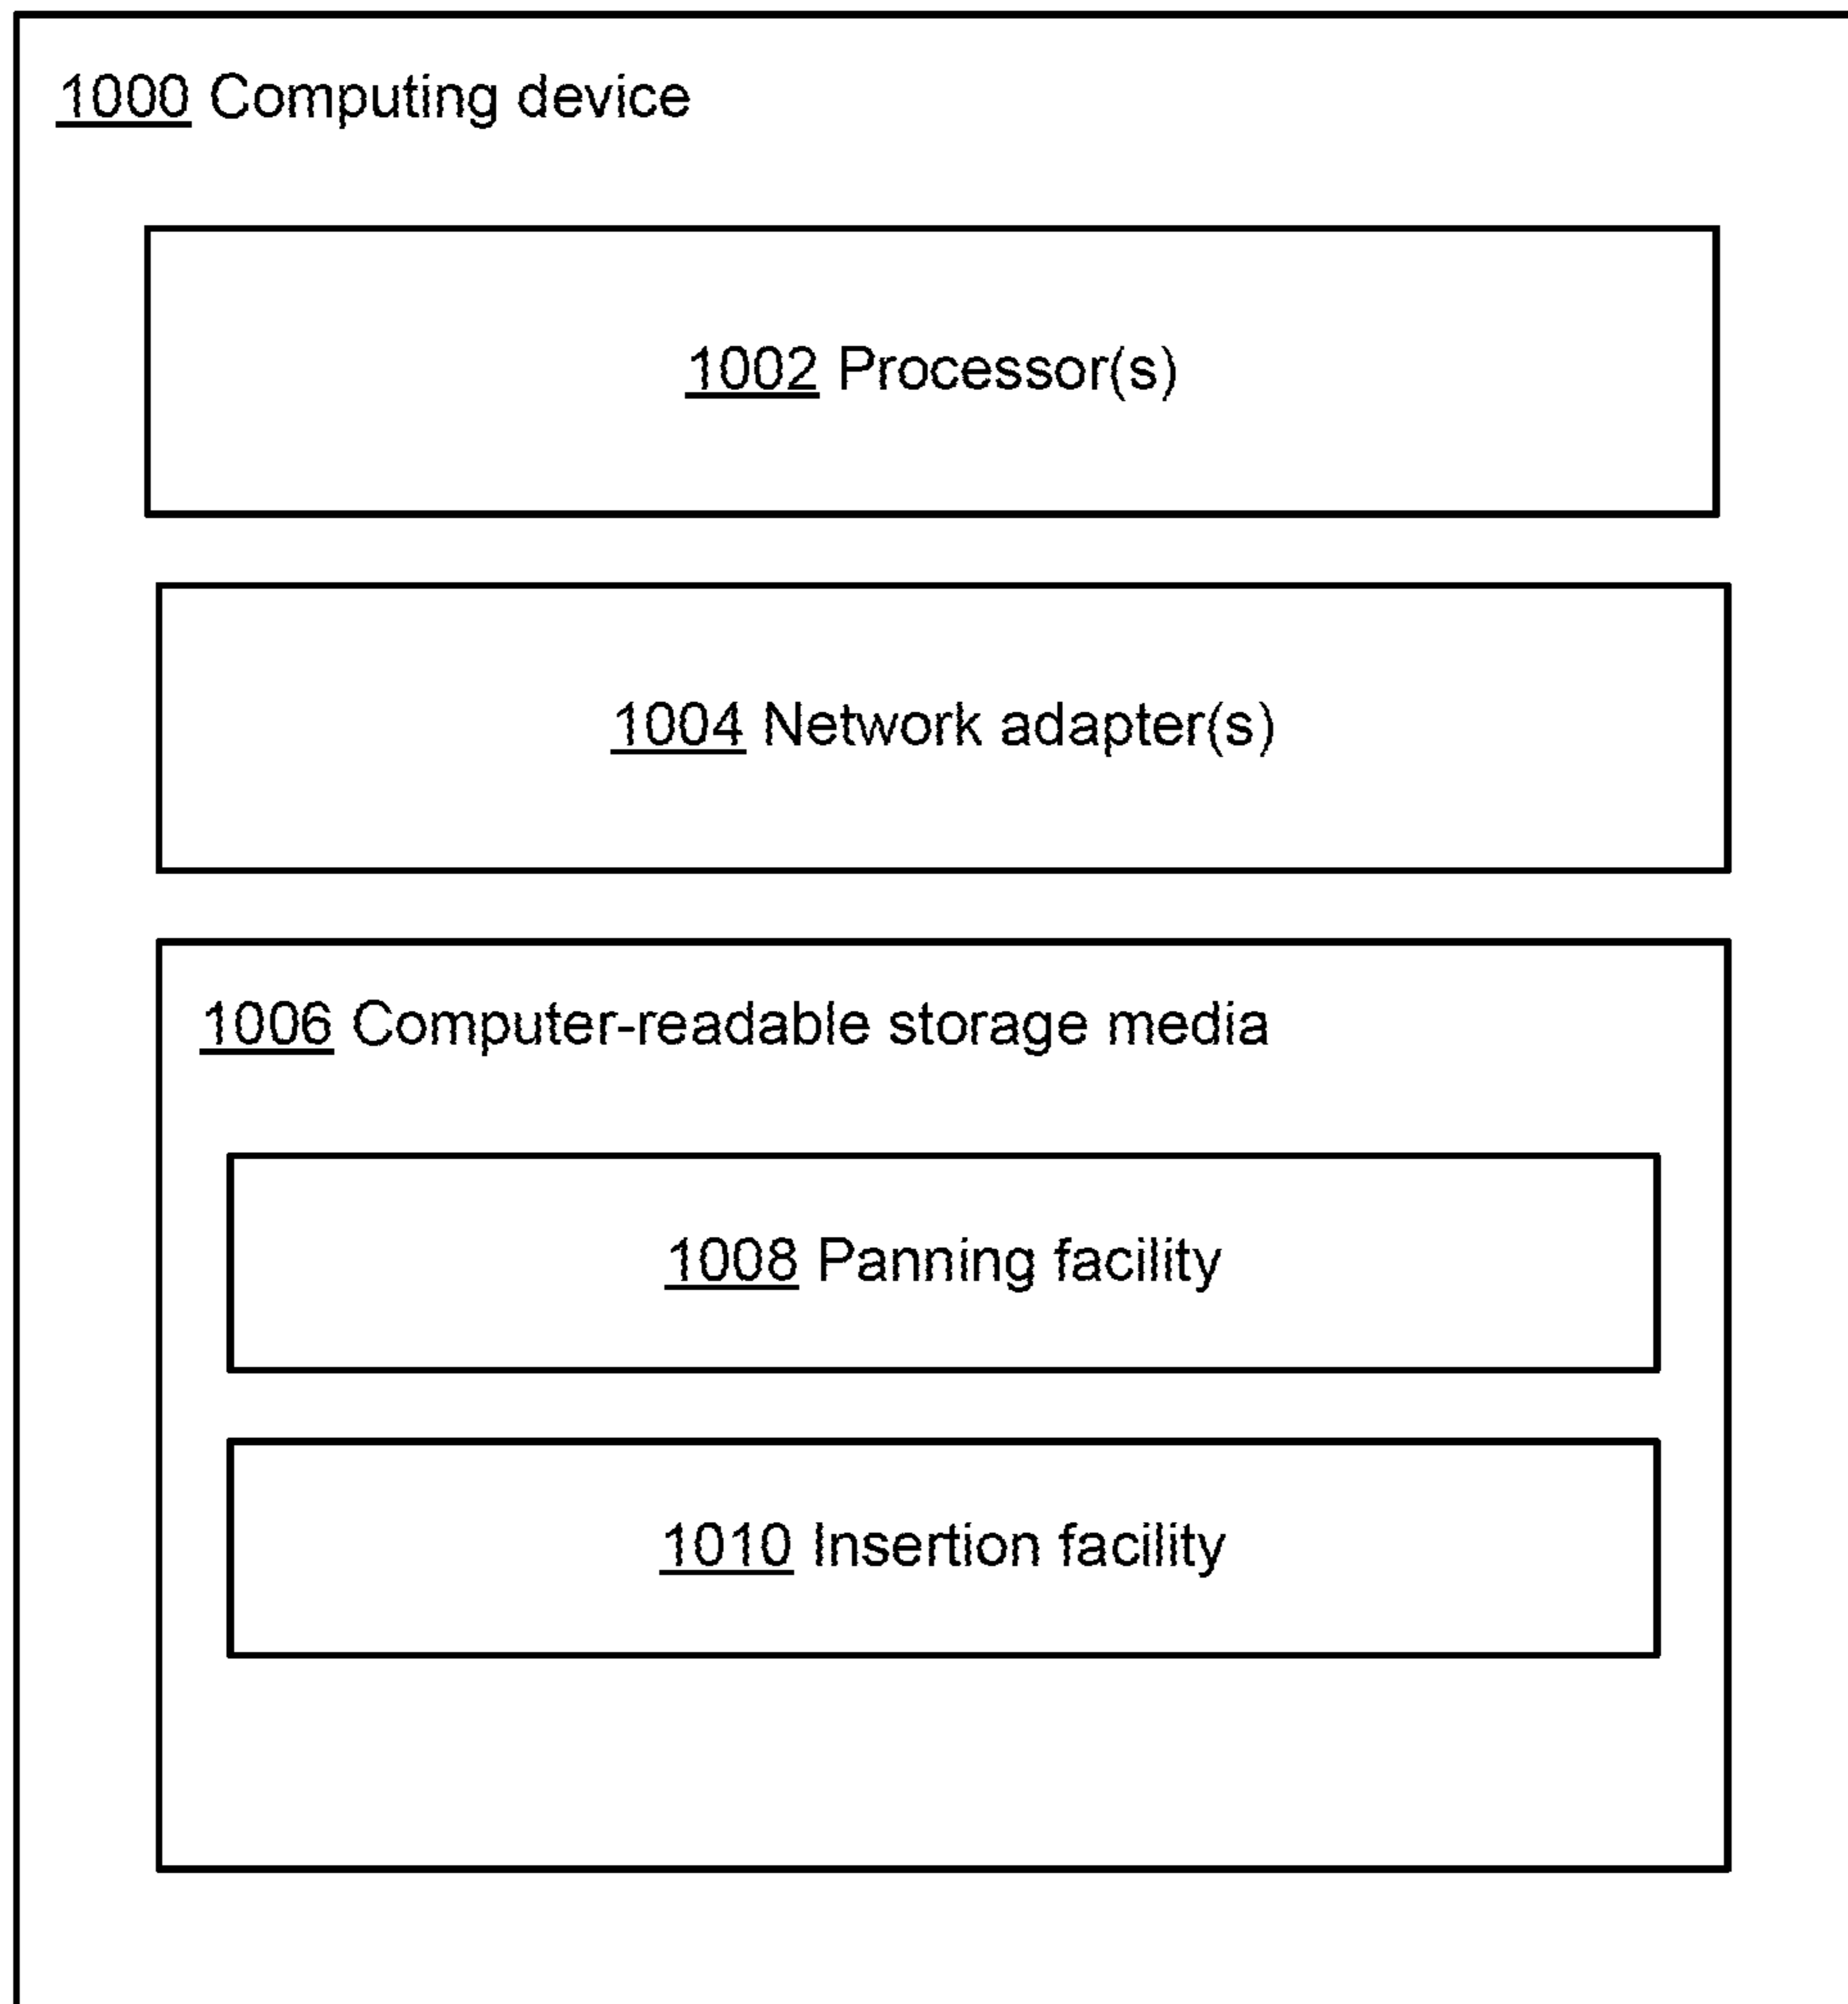 1000 Computing device
1002 Processor(s)
1004 Network adapter(s)
1006 Computer-readable storage media
1008 Panning facility
1010 Insertion facility